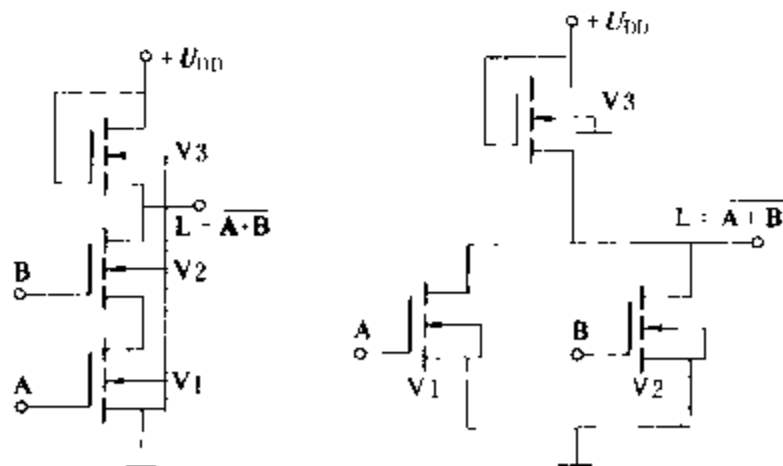 + U_DD
V3
L = \overline{A·B}
B
V2
A
V1
+ U_DD
V3
L = \overline{A+B}
A
V1
B
V2